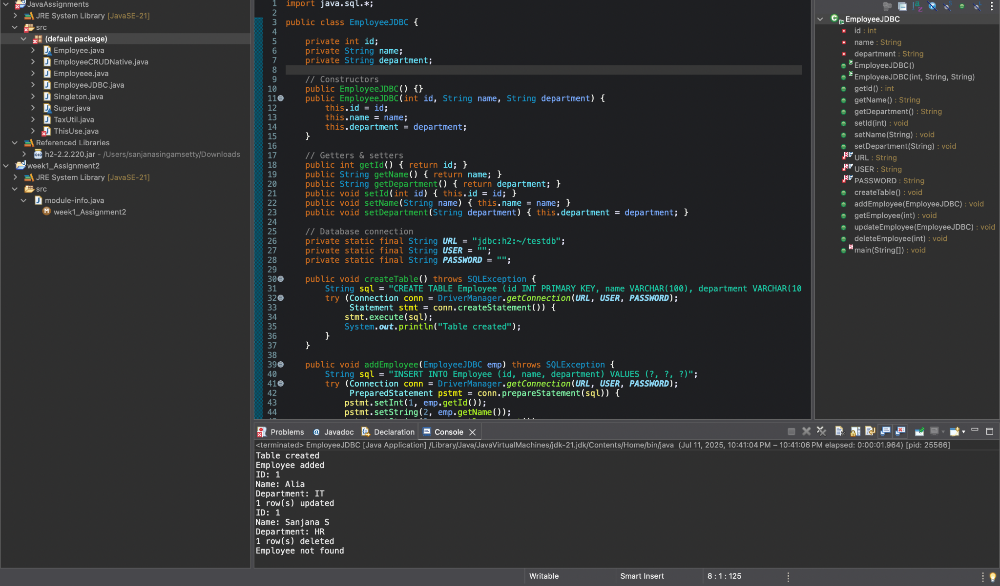 JavaAssignments
JRE System Library [JavaSE-21]
src
(default package)
Employee.java
EmployeeCRUDNative.java
Employeee.java
EmployeeJDBC.java
Singleton.java
Super.java
TaxUtil.java
ThisUse.java
Referenced Libraries
h2-2.2.220.jar - /Users/sanjanasingamsetty/Downloads
week1_Assignment2
JRE System Library [JavaSE-21]
src
module-info.java
week1_Assignment2
1 import java.sql.*;
2
3 public class EmployeeJDBC {
4
5 private int id;
6 private String name;
7 private String department;
8
9 // Constructors
10 public EmployeeJDBC() {}
11 public EmployeeJDBC(int id, String name, String department) {
12 this.id = id;
13 this.name = name;
14 this.department = department;
15 }
16
17 // Getters & setters
18 public int getId() { return id; }
19 public String getName() { return name; }
20 public String getDepartment() { return department; }
21 public void setId(int id) { this.id = id; }
22 public void setName(String name) { this.name = name; }
23 public void setDepartment(String department) { this.department = department; }
24
25 // Database connection
26 private static final String URL = "jdbc:h2:~/testdb";
27 private static final String USER = "";
28 private static final String PASSWORD = "";
29
30 public void createTable() throws SQLException {
31 String sql = "CREATE TABLE Employee (id INT PRIMARY KEY, name VARCHAR(100), department VARCHAR(10
32 try (Connection conn = DriverManager.getConnection(URL, USER, PASSWORD);
33 Statement stmt = conn.createStatement()) {
34 stmt.execute(sql);
35 System.out.println("Table created");
36 }
37 }
38
39 public void addEmployee(EmployeeJDBC emp) throws SQLException {
40 String sql = "INSERT INTO Employee (id, name, department) VALUES (?, ?, ?)";
41 try (Connection conn = DriverManager.getConnection(URL, USER, PASSWORD);
42 PreparedStatement pstmt = conn.prepareStatement(sql)) {
43 pstmt.setInt(1, emp.getId());
44 pstmt.setString(2, emp.getName());
EmployeeJDBC
id : int
name : String
department : String
EmployeeJDBC()
EmployeeJDBC(int, String, String)
getId() : int
getName() : String
getDepartment() : String
setId(int) : void
setName(String) : void
setDepartment(String) : void
URL : String
USER : String
PASSWORD : String
createTable() : void
addEmployee(EmployeeJDBC) : void
getEmployee(int) : void
updateEmployee(EmployeeJDBC) : void
deleteEmployee(int) : void
main(String[]) : void
Problems Javadoc Declaration Console
<terminated> EmployeeJDBC [Java Application] /Library/Java/JavaVirtualMachines/jdk-21.jdk/Contents/Home/bin/java (Jul 11, 2025, 10:41:04 PM – 10:41:06 PM elapsed: 0:00:01.964) [pid: 25566]
Table created
Employee added
ID: 1
Name: Alia
Department: IT
1 row(s) updated
ID: 1
Name: Sanjana S
Department: HR
1 row(s) deleted
Employee not found
Writable Smart Insert 8 : 1 : 125